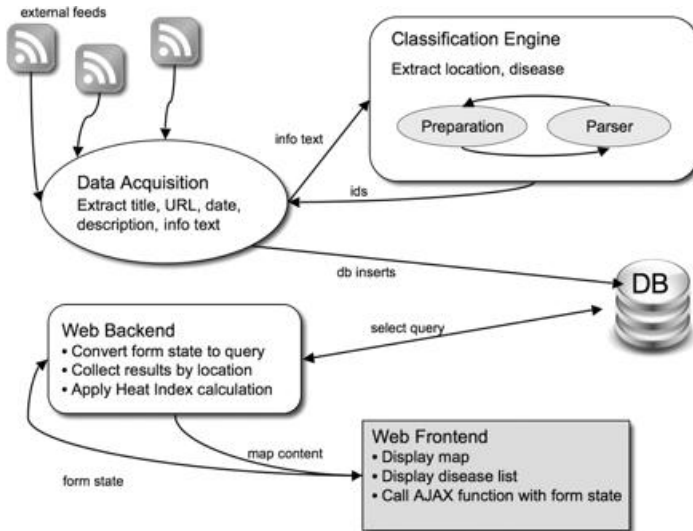 external feeds
Classification Engine
Extract location, disease
Preparation
Parser
info text
Data Acquisition
Extract title, URL, date,
description, info text
ids
db inserts
DB
Web Backend
• Convert form state to query
• Collect results by location
• Apply Heat Index calculation
select query
map content
form state
Web Frontend
• Display map
• Display disease list
• Call AJAX function with form state